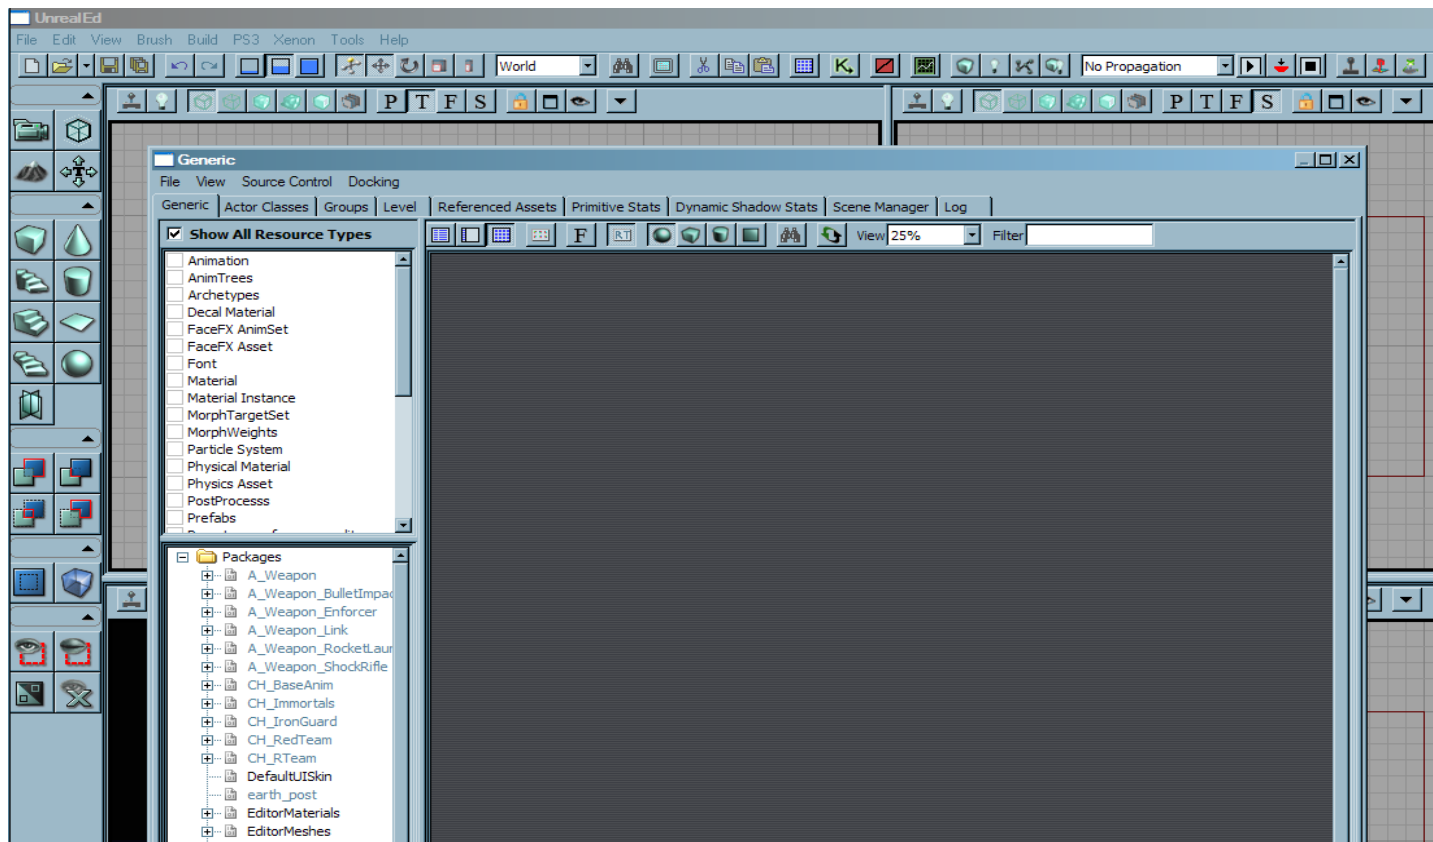 UnrealEd
File Edit View Brush Build PS3 Xenon Tools Help
World
No Propagation
P T F S
P T F S
Generic
File View Source Control Docking
Generic Actor Classes Groups Level Referenced Assets Primitive Stats Dynamic Shadow Stats Scene Manager Log
Show All Resource Types
F RT View 25% Filter
Animation
AnimTrees
Archetypes
Decal Material
FaceFX AnimSet
FaceFX Asset
Font
Material
Material Instance
MorphTargetSet
MorphWeights
Particle System
Physical Material
Physics Asset
PostProcesss
Prefabs
Packages
A_Weapon
A_Weapon_BulletImpac
A_Weapon_Enforcer
A_Weapon_Link
A_Weapon_RocketLaur
A_Weapon_ShockRifle
CH_BaseAnim
CH_Immortals
CH_IronGuard
CH_RedTeam
CH_RTeam
DefaultUISkin
earth_post
EditorMaterials
EditorMeshes